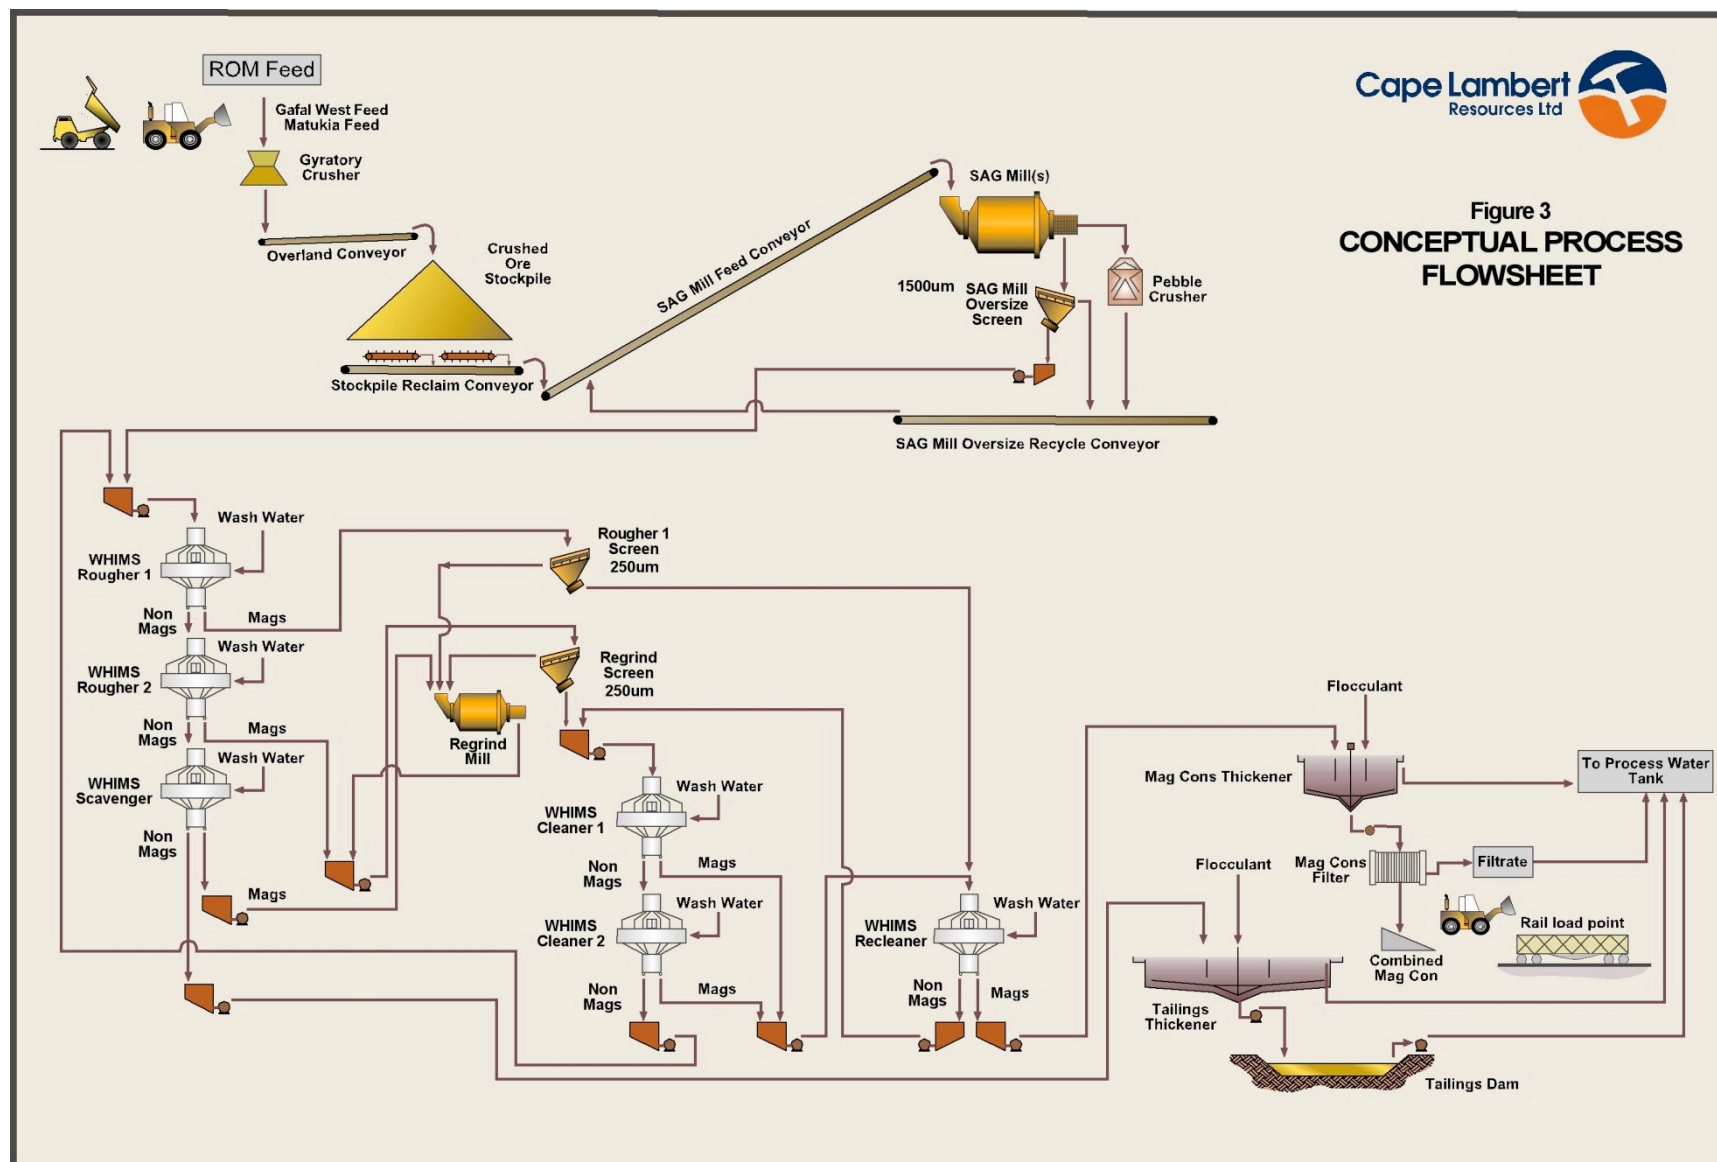 ROM Feed
Gafal West Feed
Matukia Feed
Gyratory
Crusher
Overland Conveyor
Crushed
Ore
Stockpile
Stockpile Reclaim Conveyor
SAG Mill Feed Conveyor
SAG Mill(s)
1500um
SAG Mill
Oversize
Screen
Pebble
Crusher
SAG Mill Oversize Recycle Conveyor
Cape Lambert
Resources Ltd
Figure 3
CONCEPTUAL PROCESS
FLOWSHEET
Wash Water
WHIMS
Rougher 1
Non
Mags
Mags
Wash Water
WHIMS
Rougher 2
Non
Mags
Mags
Wash Water
WHIMS
Scavenger
Non
Mags
Mags
Rougher 1
Screen
250um
Regrind
Screen
250um
Regrind
Mill
Wash Water
WHIMS
Cleaner 1
Non
Mags
Mags
Wash Water
WHIMS
Cleaner 2
Non
Mags
Mags
Wash Water
WHIMS
Recleaner
Non
Mags
Mags
Flocculant
Mag Cons Thickener
To Process Water
Tank
Mag Cons
Filter
Filtrate
Flocculant
Combined
Mag Con
Rail load point
Tailings
Thickener
Tailings Dam